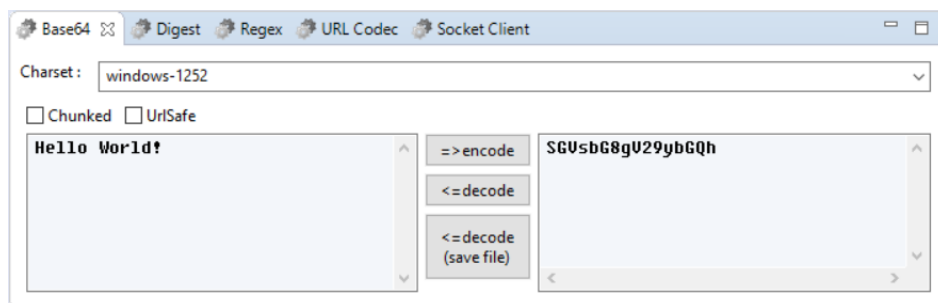 Base64 Digest Regex URL Codec Socket Client
Charset : windows-1252
Chunked UrlSafe
Hello World! =>encode SGVsbG8gV29ybGQh
<=decode
<=decode
(save file)